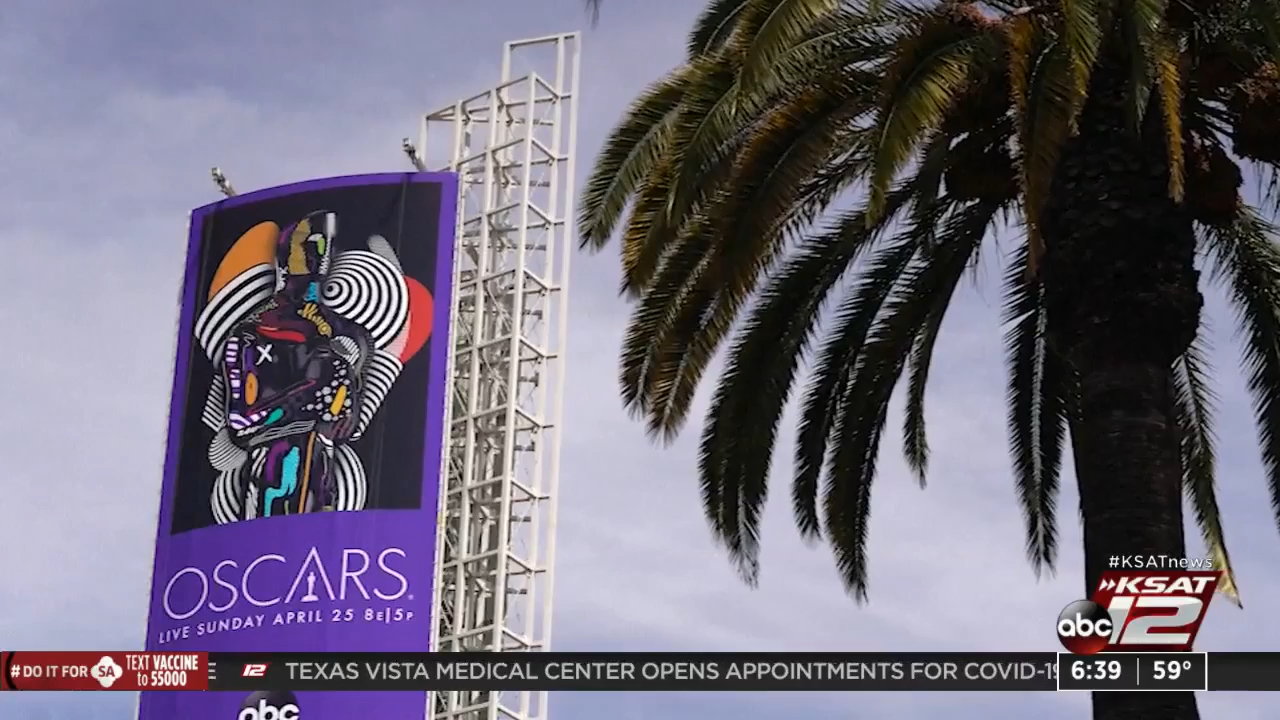 OSCARS®
LIVE SUNDAY APRIL 25 8E|5P
abc
#KSATnews
KSAT
abc 12
#DO IT FOR SA
TEXT VACCINE
to 55000
E 12 TEXAS VISTA MEDICAL CENTER OPENS APPOINTMENTS FOR COVID-19
6:39 59°